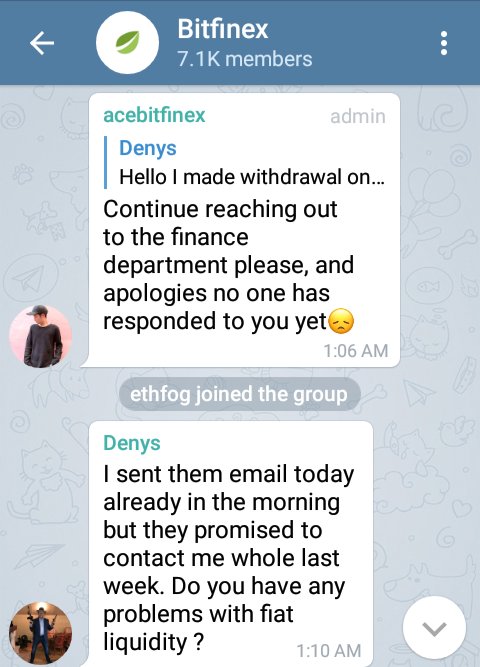 Bitfinex
7.1K members
acebitfinex admin
Denys
Hello I made withdrawal on...
Continue reaching out
to the finance
department please, and
apologies no one has
responded to you yet😞
1:06 AM
ethfog joined the group
Denys
I sent them email today
already in the morning
but they promised to
contact me whole last
week. Do you have any
problems with fiat
liquidity ?
1:10 AM